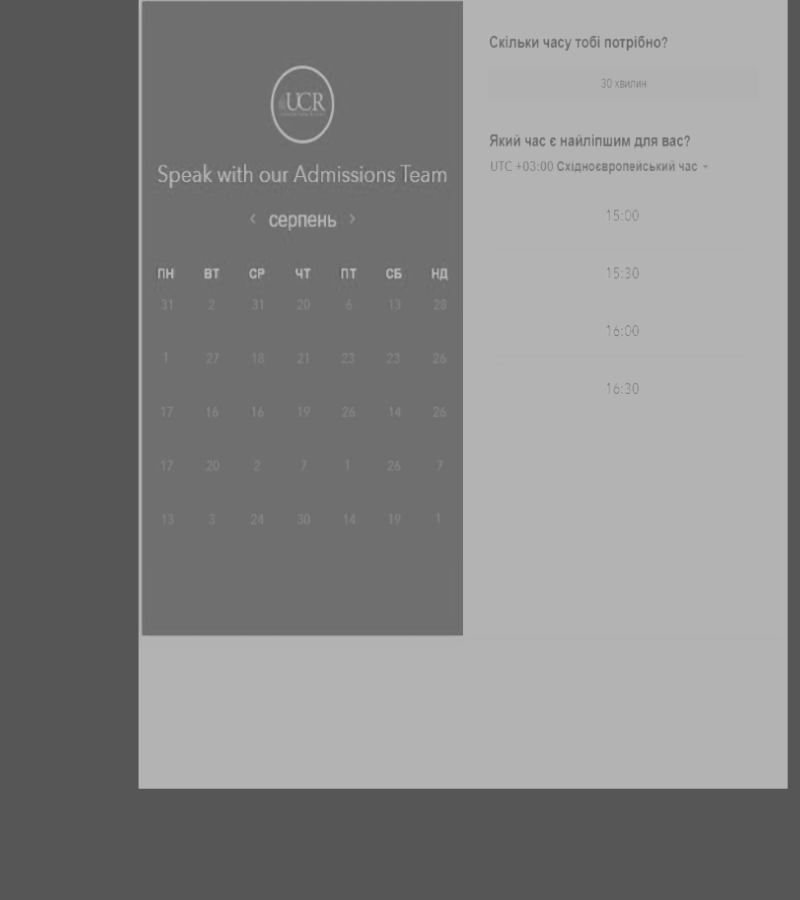 UCR
Speak with our Admissions Team
‹ серпень ›
ПН ВТ СР ЧТ ПТ СБ НД
31 2 31 20 6 13 28
1 27 18 21 23 23 26
17 16 16 19 26 14 26
17 20 2 7 1 26 7
13 3 24 30 14 19 1
Скільки часу тобі потрібно?
30 хвилин
Який час є найліпшим для вас?
UTC +03:00 Східноєвропейський час
15:00
15:30
16:00
16:30